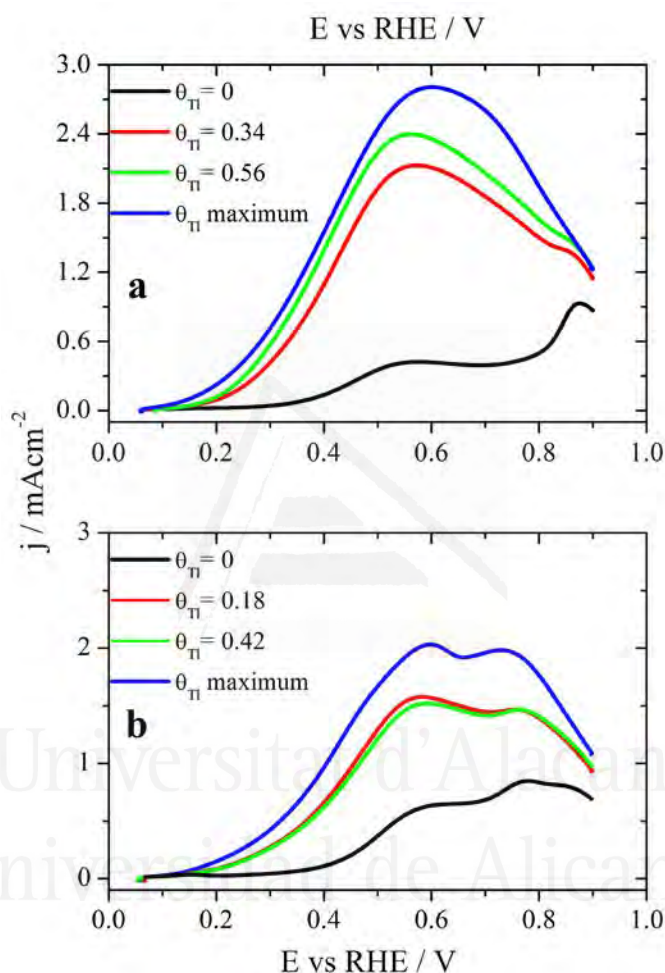 E vs RHE / V
3.0
2.4
1.8
1.2
0.6
0.0
θTl = 0
θTl = 0.34
θTl = 0.56
θTl maximum
a
0.0 0.2 0.4 0.6 0.8 1.0
j / mAcm-2
3
2
1
0
θTl = 0
θTl = 0.18
θTl = 0.42
θTl maximum
b
Universitat d'Alacan
niversidad de Alican
0.0 0.2 0.4 0.6 0.8 1.0
E vs RHE / V